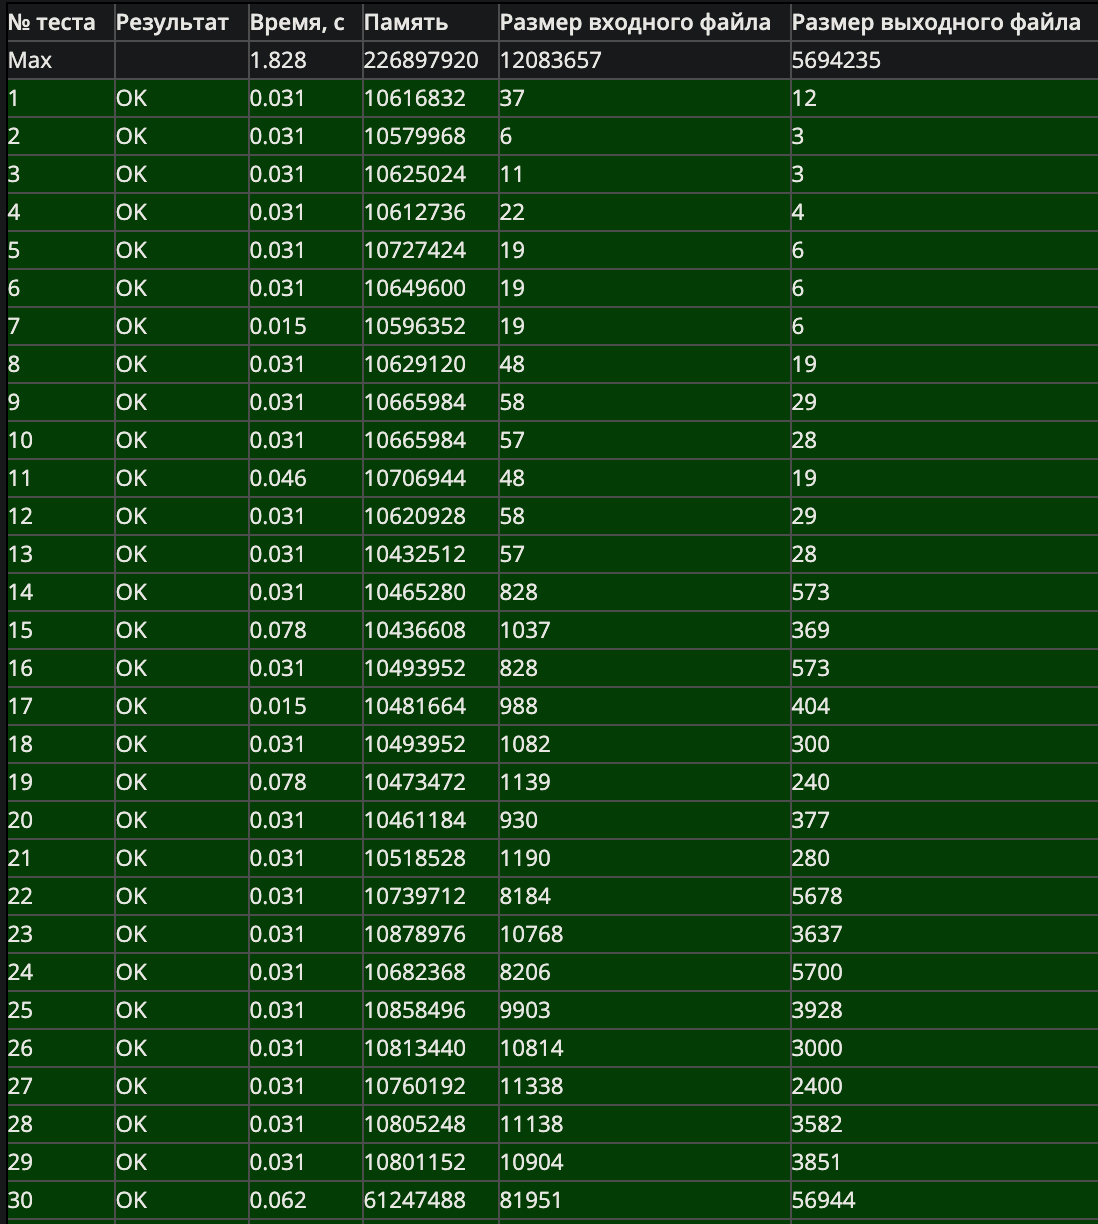 № теста Результат Время, с Память Размер входного файла Размер выходного файла
Max 1.828 226897920 12083657 5694235
1 OK 0.031 10616832 37 12
2 OK 0.031 10579968 6 3
3 OK 0.031 10625024 11 3
4 OK 0.031 10612736 22 4
5 OK 0.031 10727424 19 6
6 OK 0.031 10649600 19 6
7 OK 0.015 10596352 19 6
8 OK 0.031 10629120 48 19
9 OK 0.031 10665984 58 29
10 OK 0.031 10665984 57 28
11 OK 0.046 10706944 48 19
12 OK 0.031 10620928 58 29
13 OK 0.031 10432512 57 28
14 OK 0.031 10465280 828 573
15 OK 0.078 10436608 1037 369
16 OK 0.031 10493952 828 573
17 OK 0.015 10481664 988 404
18 OK 0.031 10493952 1082 300
19 OK 0.078 10473472 1139 240
20 OK 0.031 10461184 930 377
21 OK 0.031 10518528 1190 280
22 OK 0.031 10739712 8184 5678
23 OK 0.031 10878976 10768 3637
24 OK 0.031 10682368 8206 5700
25 OK 0.031 10858496 9903 3928
26 OK 0.031 10813440 10814 3000
27 OK 0.031 10760192 11338 2400
28 OK 0.031 10805248 11138 3582
29 OK 0.031 10801152 10904 3851
30 OK 0.062 61247488 81951 56944